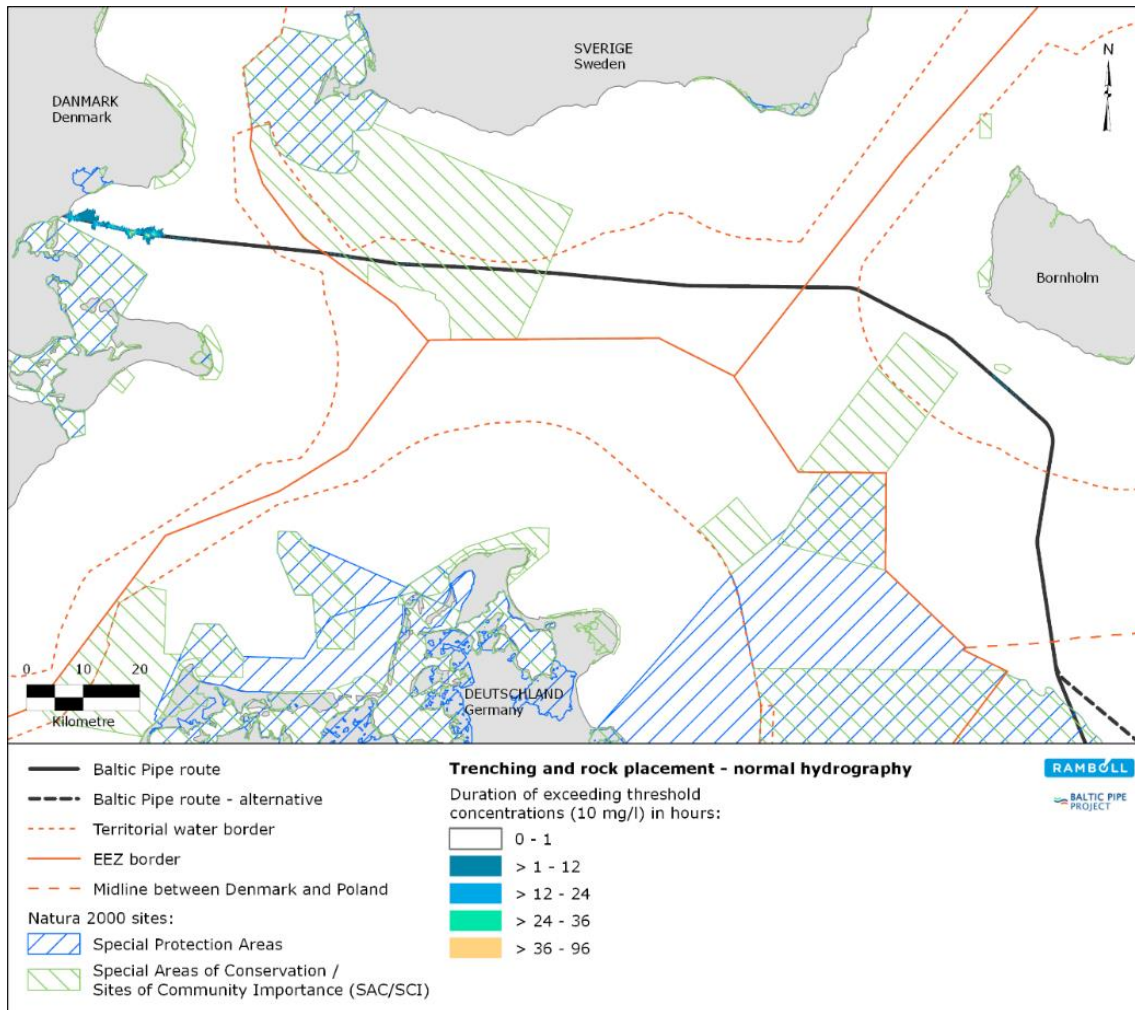 SVERIGE
Sweden
N
DANMARK
Denmark
Bornholm
0 10 20
Kilometre
DEUTSCHLAND
Germany
Baltic Pipe route
Baltic Pipe route - alternative
Territorial water border
EEZ border
Midline between Denmark and Poland
Natura 2000 sites:
Special Protection Areas
Special Areas of Conservation /
Sites of Community Importance (SAC/SCI)
Trenching and rock placement - normal hydrography
Duration of exceeding threshold
concentrations (10 mg/l) in hours:
0 - 1
> 1 - 12
> 12 - 24
> 24 - 36
> 36 - 96
RAMBOLL
BALTIC PIPE
PROJECT